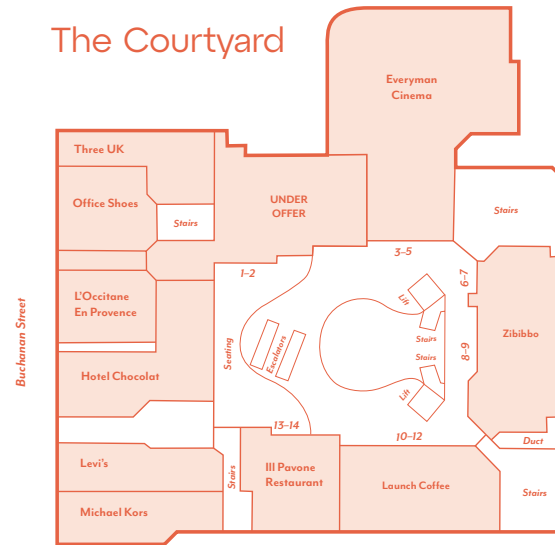 The Courtyard
Everyman
Cinema
Three UK
Office Shoes
Stairs
UNDER
OFFER
Stairs
1–2
3–5
6–7
L'Occitane
En Provence
Lift
Zibibbo
Buchanan Street
Seating
Escalators
Stairs
Stairs
8–9
Hotel Chocolat
Lift
13–14
10–12
Duct
Levi's
Stairs
Ill Pavone
Restaurant
Launch Coffee
Stairs
Michael Kors